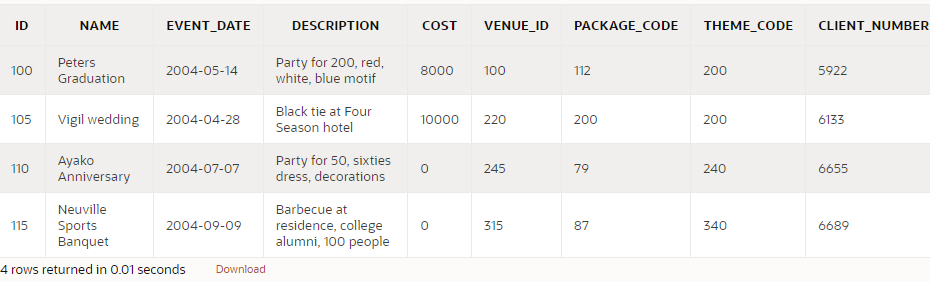 ID NAME EVENT_DATE DESCRIPTION COST VENUE_ID PACKAGE_CODE THEME_CODE CLIENT_NUMBER
100 Peters Graduation 2004-05-14 Party for 200, red, white, blue motif 8000 100 112 200 5922
105 Vigil wedding 2004-04-28 Black tie at Four Season hotel 10000 220 200 200 6133
110 Ayako Anniversary 2004-07-07 Party for 50, sixties dress, decorations 0 245 79 240 6655
115 Neuville Sports Banquet 2004-09-09 Barbecue at residence, college alumni, 100 people 0 315 87 340 6689
4 rows returned in 0.01 seconds Download